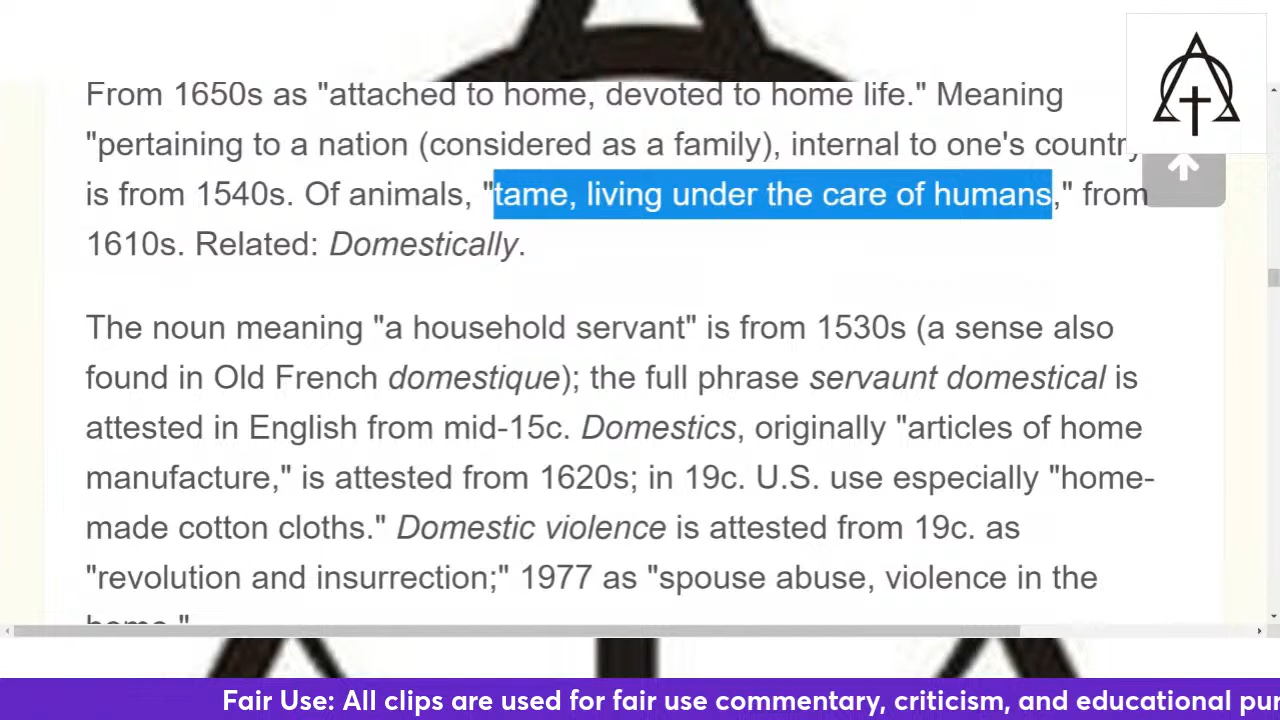 From 1650s as "attached to home, devoted to home life." Meaning
"pertaining to a nation (considered as a family), internal to one's country
is from 1540s. Of animals, "tame, living under the care of humans," from
1610s. Related: Domestically.
The noun meaning "a household servant" is from 1530s (a sense also
found in Old French domestique); the full phrase servaunt domestical is
attested in English from mid-15c. Domestics, originally "articles of home
manufacture," is attested from 1620s; in 19c. U.S. use especially "home-
made cotton cloths." Domestic violence is attested from 19c. as
"revolution and insurrection;" 1977 as "spouse abuse, violence in the
home."
Fair Use: All clips are used for fair use commentary, criticism, and educational pur